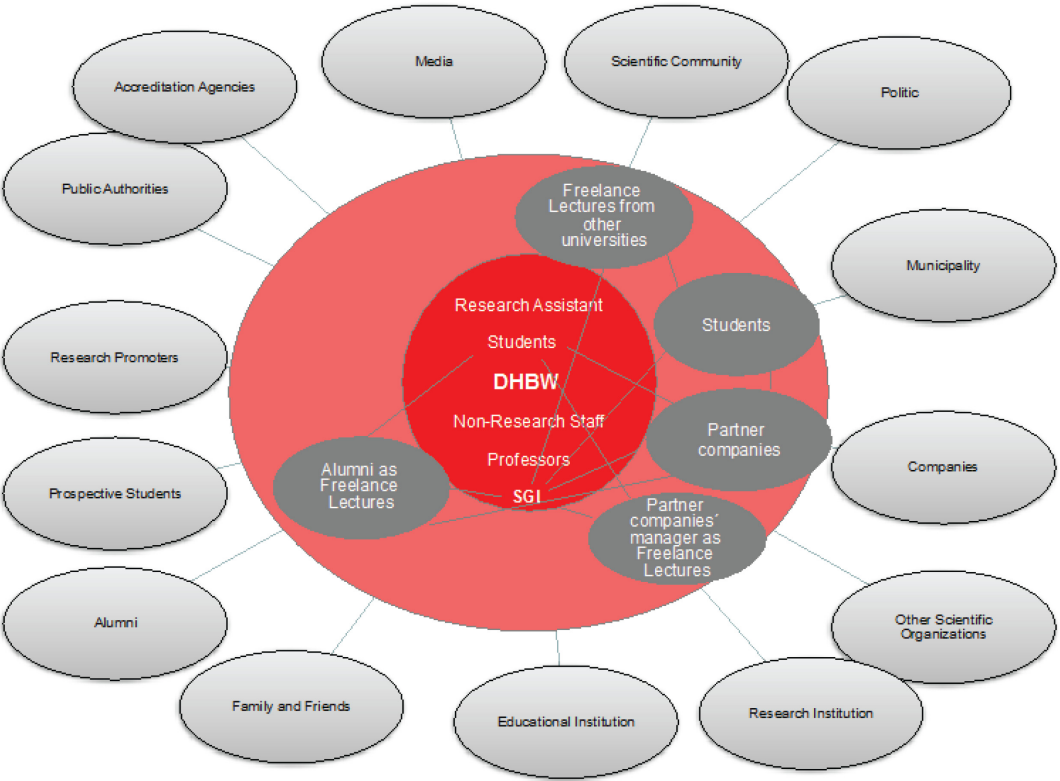 Media
Scientific Community
Accreditation Agencies
Politic
Public Authorities
Freelance
Lectures from
other
universities
Municipality
Research Assistant
Students
Students
Research Promoters
DHBW
Non-Research Staff
Partner
companies
Professors
Companies
Alumni as
Freelance
Lectures
Prospective Students
SGI
Partner
companies´
manager as
Freelance
Lectures
Alumni
Other Scientific
Organizations
Family and Friends
Educational Institution
Research Institution